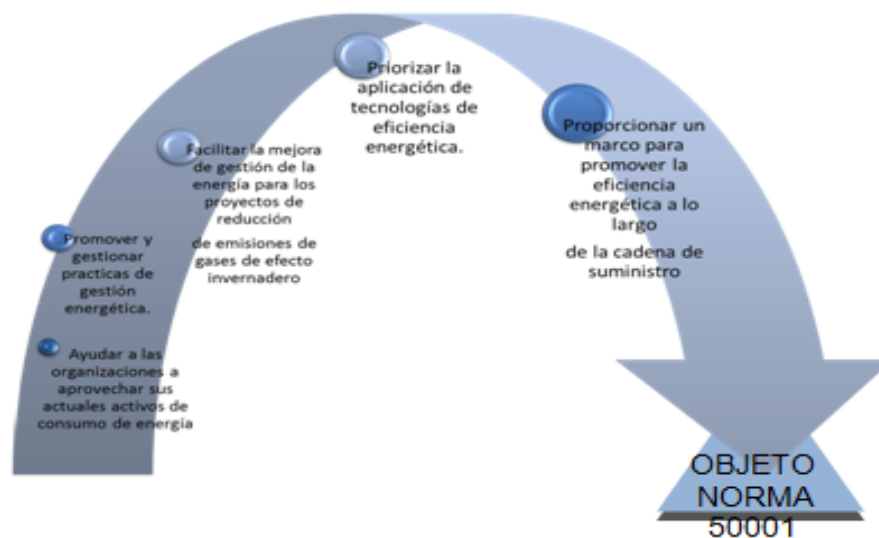 Priorizar la
aplicación de
tecnologías de
eficiencia
energética.
Proporcionar un
marco para
promover la
eficiencia
energética a lo
largo
de la cadena de
suministro
Facilitar la mejora
de gestión de la
energía para los
proyectos de
reducción
de emisiones de
gases de efecto
invernadero
Promover y
gestionar
practicas de
gestión
energética.
Ayudar a las
organizaciones a
aprovechar sus
actuales activos de
consumo de energía
OBJETO
NORMA
50001